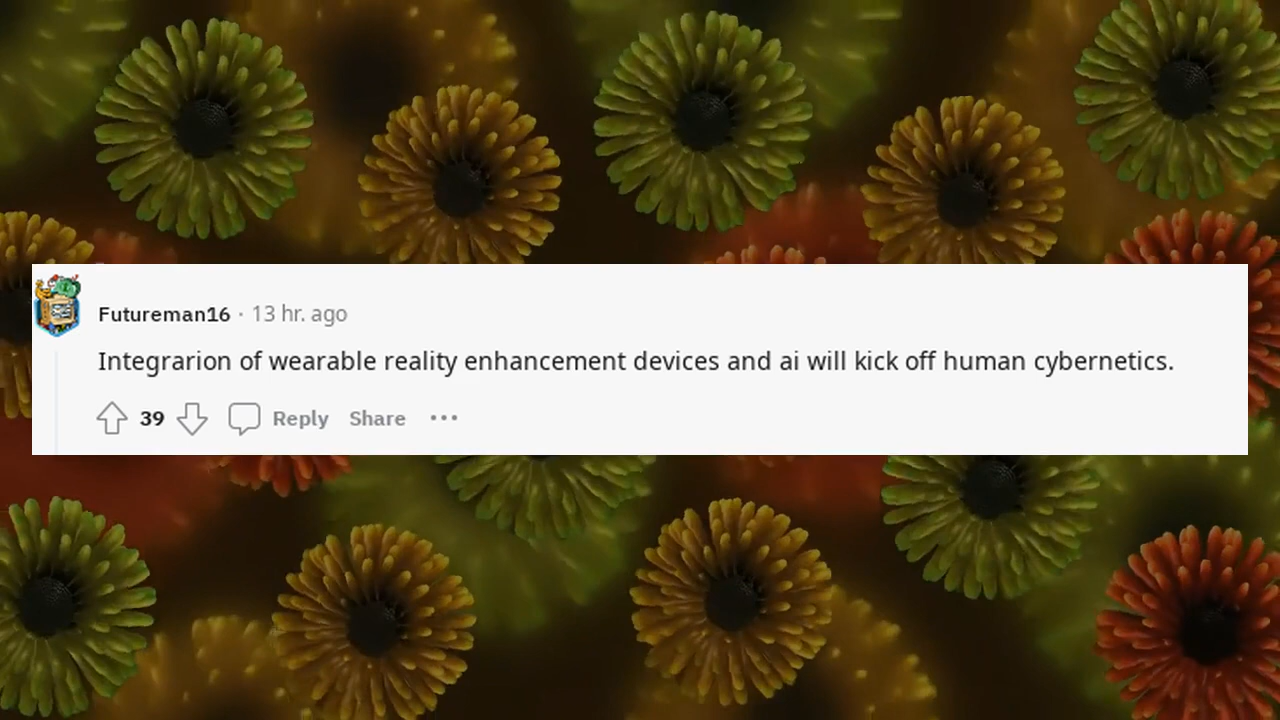 Futureman16 · 13 hr. ago
Integrarion of wearable reality enhancement devices and ai will kick off human cybernetics.
39 Reply Share ···